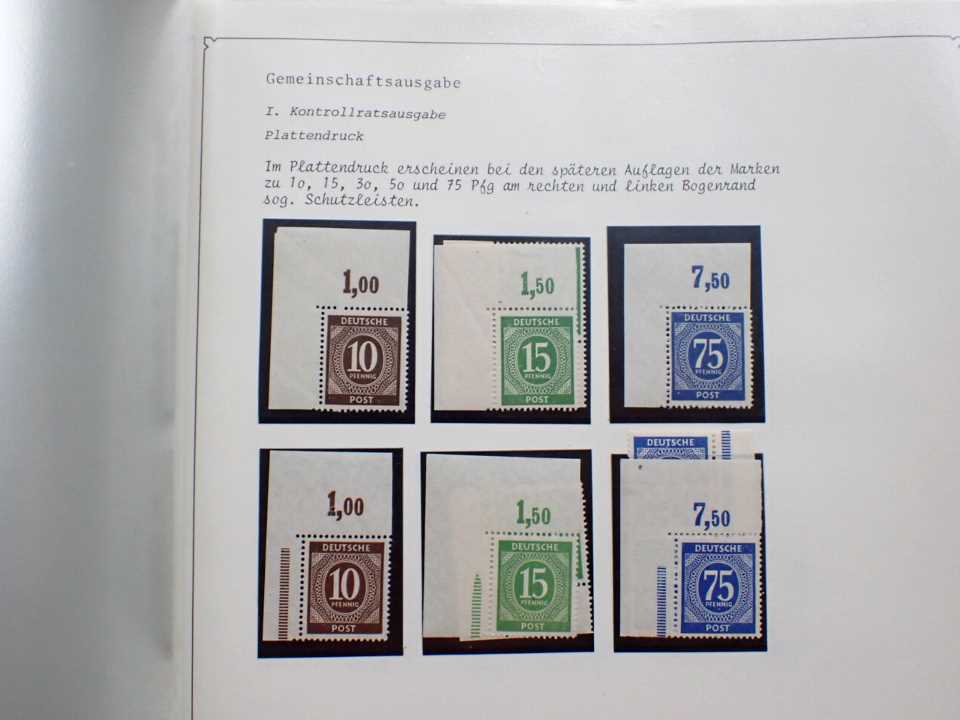 Gemeinschaftsausgabe
I. Kontrollratsausgabe
Plattendruck
Im Plattendruck erscheinen bei den späteren Auflagen der Marken
zu 1o, 15, 3o, 5o und 75 Pfg am rechten und linken Bogenrand
sog. Schutzleisten.
1,00
DEUTSCHE
10
PFENNIG
POST
1,50
DEUTSCHE
15
PFENNIG
POST
7,50
DEUTSCHE
75
PFENNIG
POST
1,00
DEUTSCHE
10
PFENNIG
POST
1,50
DEUTSCHE
15
PFENNIG
POST
DEUTSCHE
7,50
DEUTSCHE
75
PFENNIG
POST